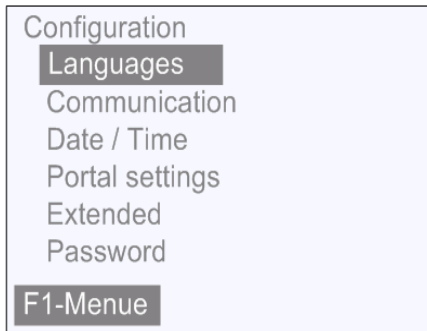 Configuration
Languages
Communication
Date / Time
Portal settings
Extended
Password
F1-Menue